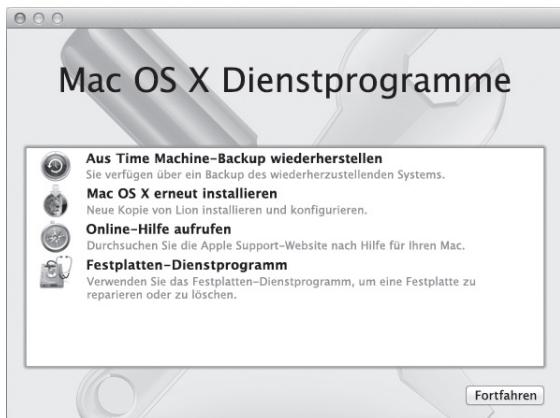 Mac OS X Dienstprogramme
Aus Time Machine-Backup wiederherstellen
Sie verfügen über ein Backup des wiederherzustellenden Systems.
Mac OS X erneut installieren
Neue Kopie von Lion installieren und konfigurieren.
Online-Hilfe aufrufen
Durchsuchen Sie die Apple Support-Website nach Hilfe für Ihren Mac.
Festplatten-Dienstprogramm
Verwenden Sie das Festplatten-Dienstprogramm, um eine Festplatte zu
reparieren oder zu löschen.
Fortfahren